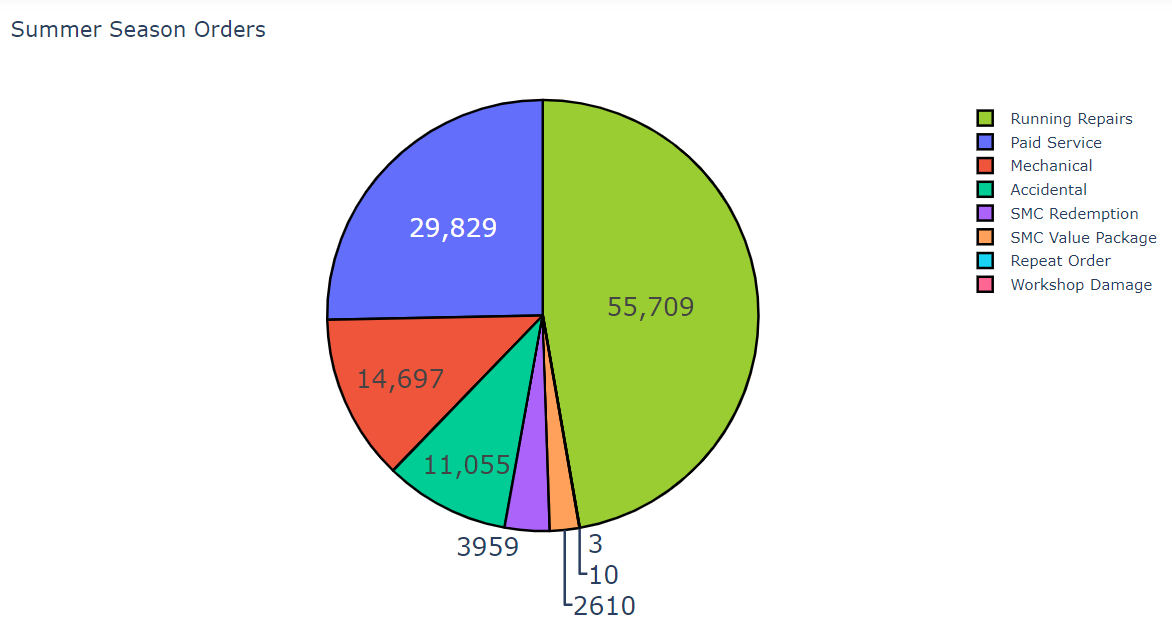 Summer Season Orders
Running Repairs
Paid Service
Mechanical
Accidental
SMC Redemption
SMC Value Package
Repeat Order
Workshop Damage
29,829
55,709
14,697
11,055
3959
3
10
2610